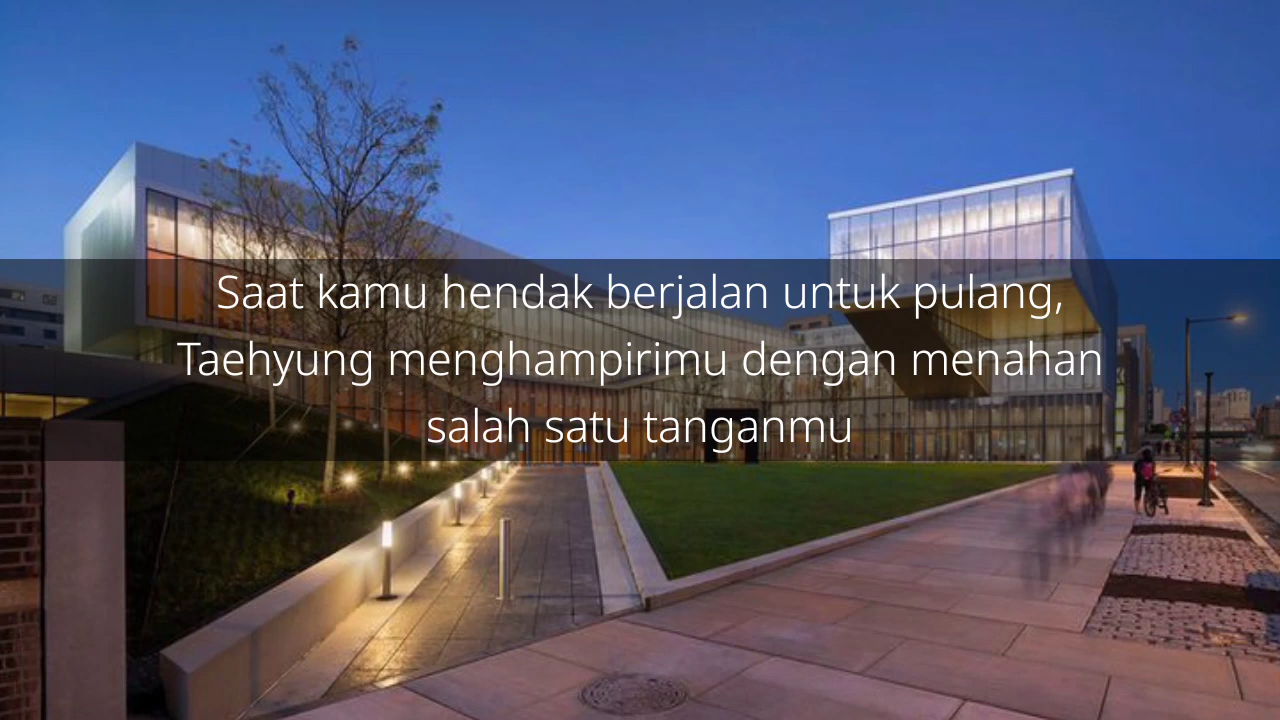 Saat kamu hendak berjalan untuk pulang,
Taehyung menghampirimu dengan menahan
salah satu tanganmu